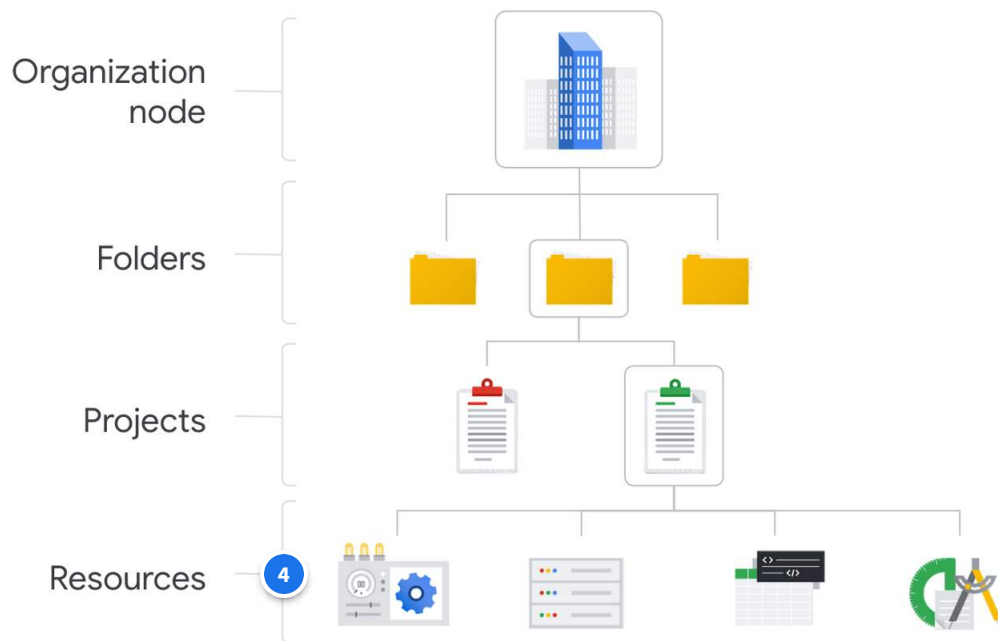 Organization
node
Folders
Projects
Resources
4